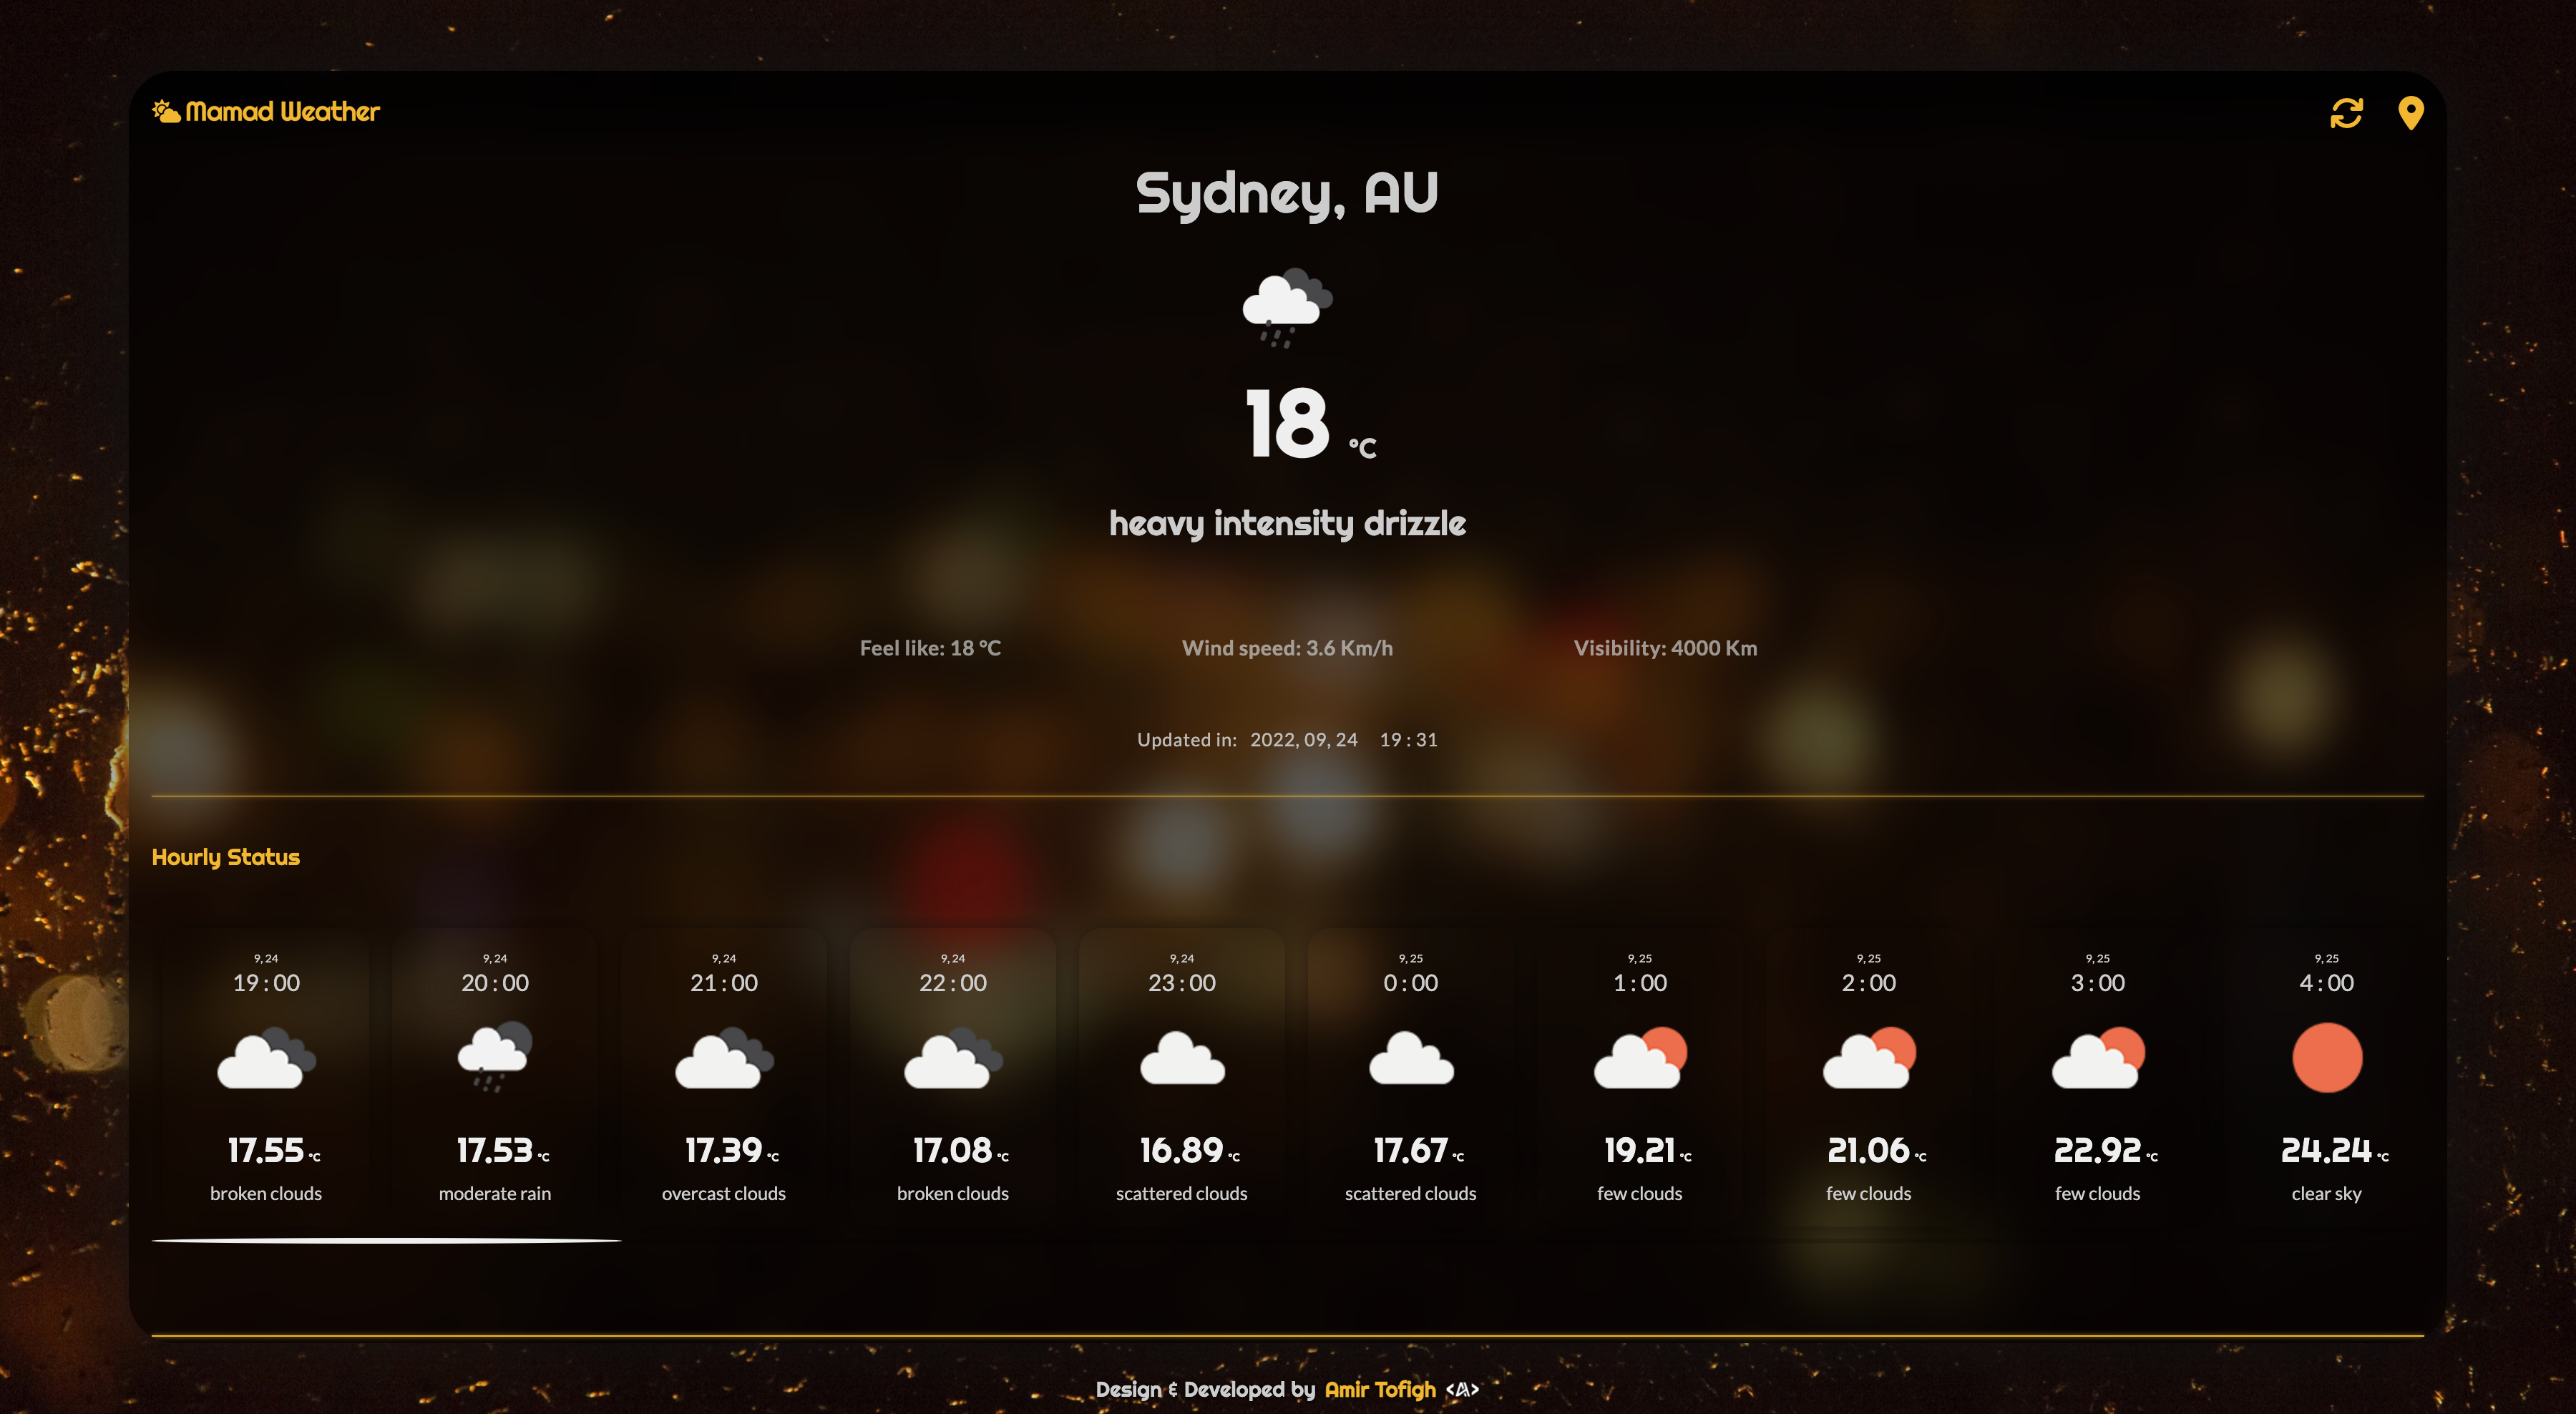 Mamad Weather
Sydney, AU
18 °C
heavy intensity drizzle
Feel like: 18 °C Wind speed: 3.6 Km/h Visibility: 4000 Km
Updated in: 2022, 09, 24 19 : 31
Hourly Status
9, 24 9, 24 9, 24 9, 24 9, 24 9, 25 9, 25 9, 25 9, 25 9, 25
19 : 00 20 : 00 21 : 00 22 : 00 23 : 00 0 : 00 1 : 00 2 : 00 3 : 00 4 : 00
17.55 °C 17.53 °C 17.39 °C 17.08 °C 16.89 °C 17.67 °C 19.21 °C 21.06 °C 22.92 °C 24.24 °C
broken clouds moderate rain overcast clouds broken clouds scattered clouds scattered clouds few clouds few clouds few clouds clear sky
Design & Developed by Amir Tofigh <A>